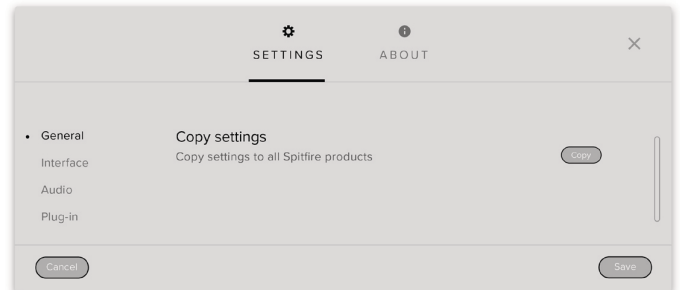 SETTINGS
ABOUT
General
Interface
Audio
Plug-in
Copy settings
Copy settings to all Spitfire products
Copy
Cancel
Save